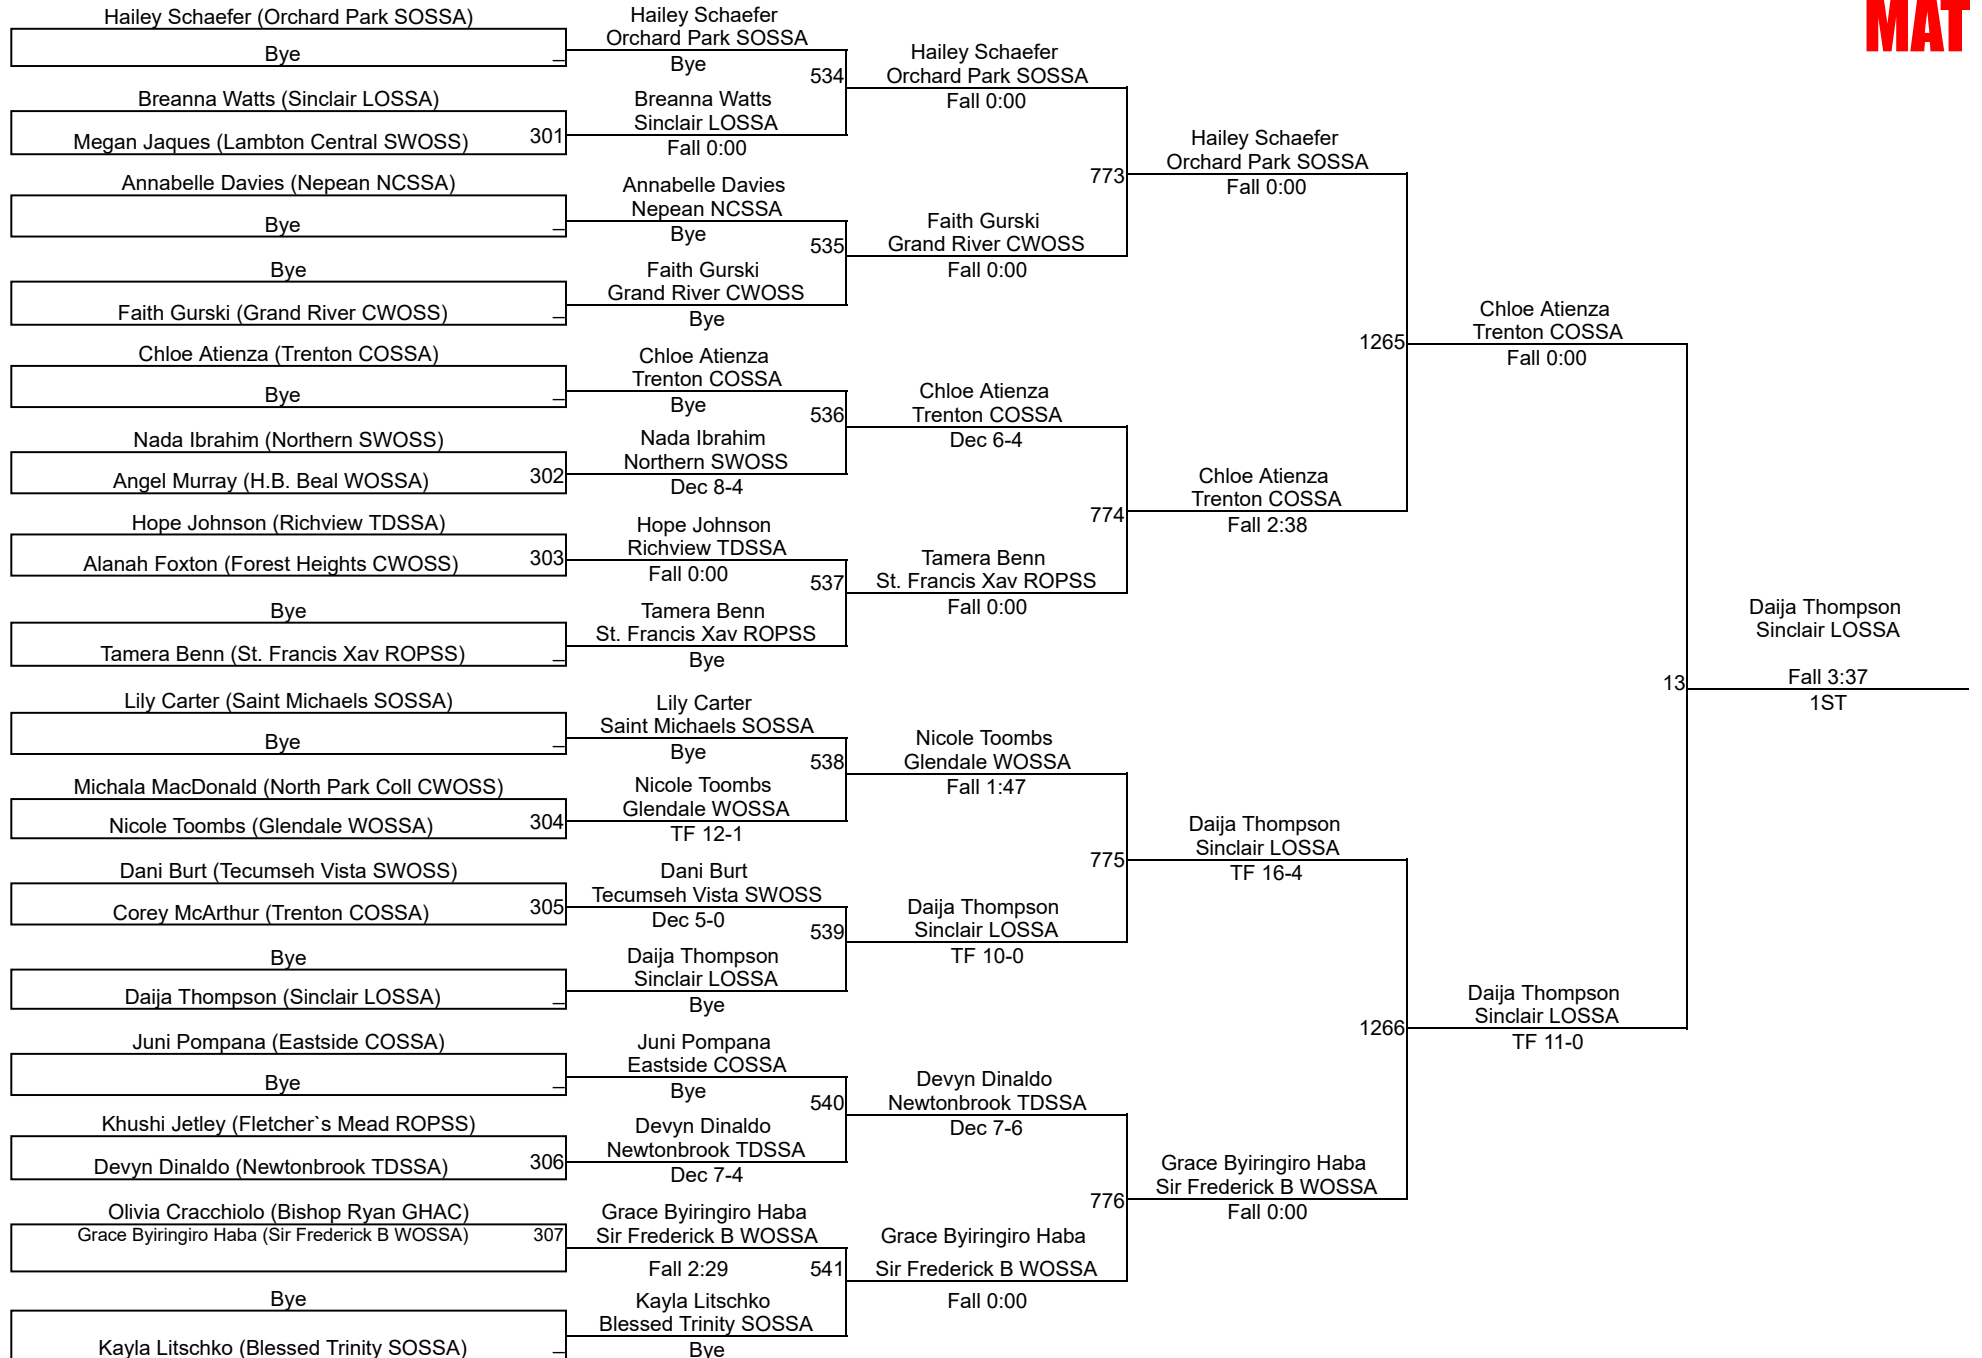 MAT
Hailey Schaefer (Orchard Park SOSSA)
Bye
_
Breanna Watts (Sinclair LOSSA)
Megan Jaques (Lambton Central SWOSS) 301
Annabelle Davies (Nepean NCSSA)
Bye
_
Bye
Faith Gurski (Grand River CWOSS)
_
Chloe Atienza (Trenton COSSA)
Bye
_
Nada Ibrahim (Northern SWOSS)
Angel Murray (H.B. Beal WOSSA) 302
Hope Johnson (Richview TDSSA)
Alanah Foxton (Forest Heights CWOSS) 303
Bye
Tamera Benn (St. Francis Xav ROPSS)
_
Lily Carter (Saint Michaels SOSSA)
Bye
_
Michala MacDonald (North Park Coll CWOSS)
Nicole Toombs (Glendale WOSSA) 304
Dani Burt (Tecumseh Vista SWOSS)
Corey McArthur (Trenton COSSA) 305
Bye
Daija Thompson (Sinclair LOSSA)
_
Juni Pompana (Eastside COSSA)
Bye
_
Khushi Jetley (Fletcher`s Mead ROPSS)
Devyn Dinaldo (Newtonbrook TDSSA) 306
Olivia Cracchiolo (Bishop Ryan GHAC)
Grace Byiringiro Haba (Sir Frederick B WOSSA) 307
Bye
Kayla Litschko (Blessed Trinity SOSSA)
_
Hailey Schaefer
Orchard Park SOSSA
Bye
534
Breanna Watts
Sinclair LOSSA
Fall 0:00
Annabelle Davies
Nepean NCSSA
Bye
535
Faith Gurski
Grand River CWOSS
Bye
Chloe Atienza
Trenton COSSA
Bye
536
Nada Ibrahim
Northern SWOSS
Dec 8-4
Hope Johnson
Richview TDSSA
Fall 0:00
537
Tamera Benn
St. Francis Xav ROPSS
Bye
Lily Carter
Saint Michaels SOSSA
Bye
538
Nicole Toombs
Glendale WOSSA
TF 12-1
Dani Burt
Tecumseh Vista SWOSS
Dec 5-0
539
Daija Thompson
Sinclair LOSSA
Bye
Juni Pompana
Eastside COSSA
Bye
540
Devyn Dinaldo
Newtonbrook TDSSA
Dec 7-4
Grace Byiringiro Haba
Sir Frederick B WOSSA
Fall 2:29
541
Kayla Litschko
Blessed Trinity SOSSA
Bye
Hailey Schaefer
Orchard Park SOSSA
Fall 0:00
773
Faith Gurski
Grand River CWOSS
Fall 0:00
Chloe Atienza
Trenton COSSA
Dec 6-4
774
Tamera Benn
St. Francis Xav ROPSS
Fall 0:00
Nicole Toombs
Glendale WOSSA
Fall 1:47
775
Daija Thompson
Sinclair LOSSA
TF 10-0
Devyn Dinaldo
Newtonbrook TDSSA
Dec 7-6
776
Grace Byiringiro Haba
Sir Frederick B WOSSA
Fall 0:00
Hailey Schaefer
Orchard Park SOSSA
Fall 0:00
1265
Chloe Atienza
Trenton COSSA
Fall 2:38
Daija Thompson
Sinclair LOSSA
TF 16-4
1266
Grace Byiringiro Haba
Sir Frederick B WOSSA
Fall 0:00
Chloe Atienza
Trenton COSSA
Fall 0:00
13
Daija Thompson
Sinclair LOSSA
TF 11-0
Daija Thompson
Sinclair LOSSA
Fall 3:37
1ST